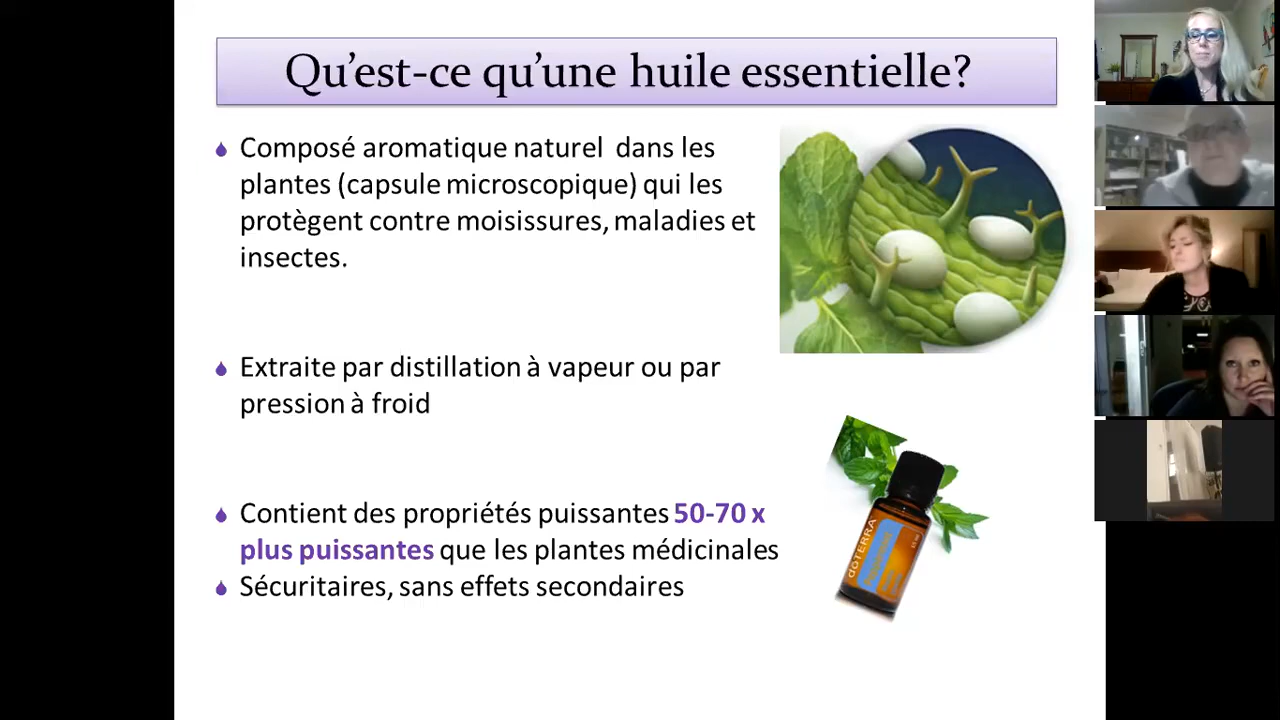 Qu'est-ce qu'une huile essentielle?
Composé aromatique naturel dans les
plantes (capsule microscopique) qui les
protègent contre moisissures, maladies et
insectes.
Extraite par distillation à vapeur ou par
pression à froid
Contient des propriétés puissantes 50-70 x
plus puissantes que les plantes médicinales
Sécuritaires, sans effets secondaires
dōTERRA